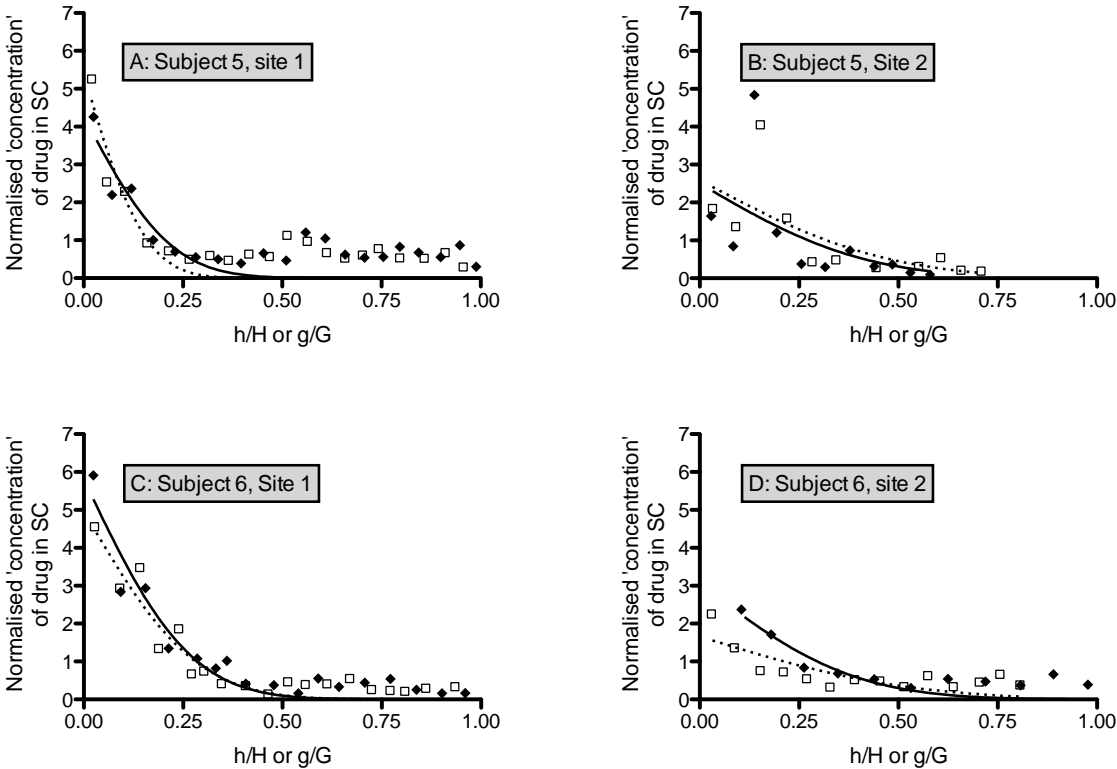 7
6
5
4
3
2
1
0
Normalised 'concentration'
of drug in SC
A: Subject 5, site 1
0.00 0.25 0.50 0.75 1.00
h/H or g/G
7
6
5
4
3
2
1
0
Normalised 'concentration'
of drug in SC
B: Subject 5, Site 2
0.00 0.25 0.50 0.75 1.00
h/H or g/G
7
6
5
4
3
2
1
0
Normalised 'concentration'
of drug in SC
C: Subject 6, Site 1
0.00 0.25 0.50 0.75 1.00
h/H or g/G
7
6
5
4
3
2
1
0
Normalised 'concentration'
of drug in SC
D: Subject 6, site 2
0.00 0.25 0.50 0.75 1.00
h/H or g/G